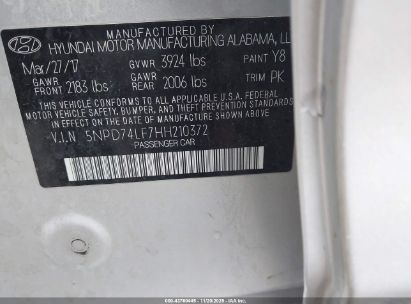 HYUNDAI MOTOR MANUFACTURING ALABAMA, LL
Mar/27/17 GVWR 3924 lbs PAINT Y8
GAWR FRONT 2183 lbs GAWR REAR 2006 lbs TRIM PK
THIS VEHICLE CONFORMS TO ALL APPLICABLE U.S. FEDERAL
MOTOR VEHICLE SAFETY, BUMPER, AND THEFT PREVENTION STANDARDS
IN EFFECT ON THE DATE OF MANUFACTURE SHOWN ABOVE.
V.I.N 5NPD74LF7HH210372
PASSENGER CAR